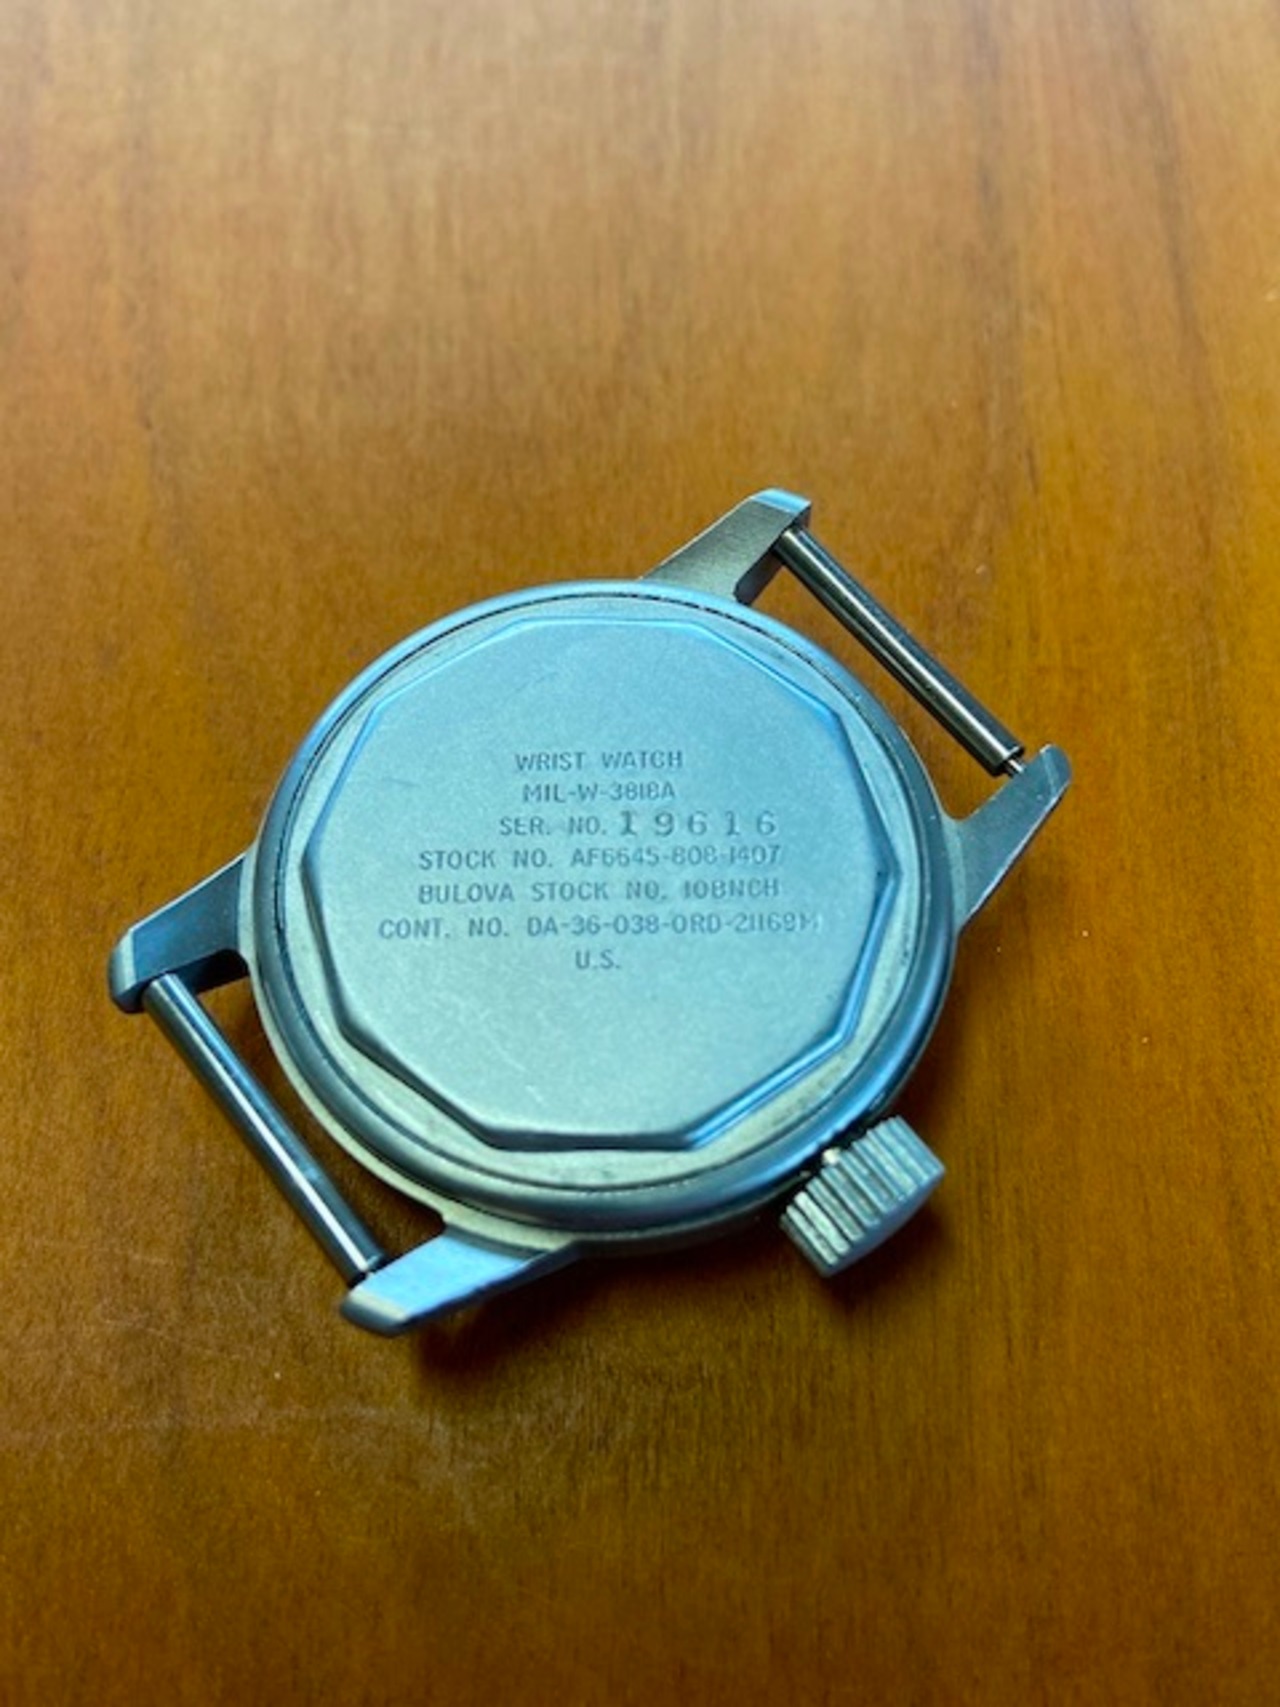 WRIST WATCH
MIL-W-3818A
SER. NO. 19616
STOCK NO. AF6645-808-1407
BULOVA STOCK NO. 10BNCH
CONT. NO. DA-36-038-ORD-21168M
U.S.